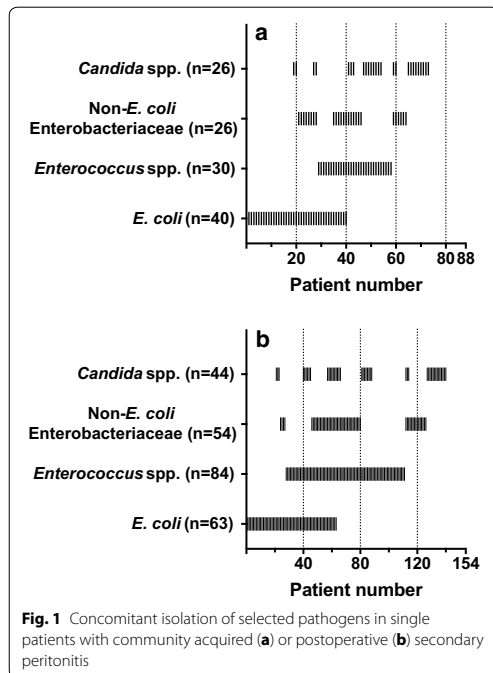 a
Candida spp. (n=26)
Non-E. coli
Enterobacteriaceae (n=26)
Enterococcus spp. (n=30)
E. coli (n=40)
20 40 60 80 88
Patient number
b
Candida spp. (n=44)
Non-E. coli
Enterobacteriaceae (n=54)
Enterococcus spp. (n=84)
E. coli (n=63)
40 80 120 154
Patient number
Fig. 1 Concomitant isolation of selected pathogens in single
patients with community acquired (a) or postoperative (b) secondary
peritonitis